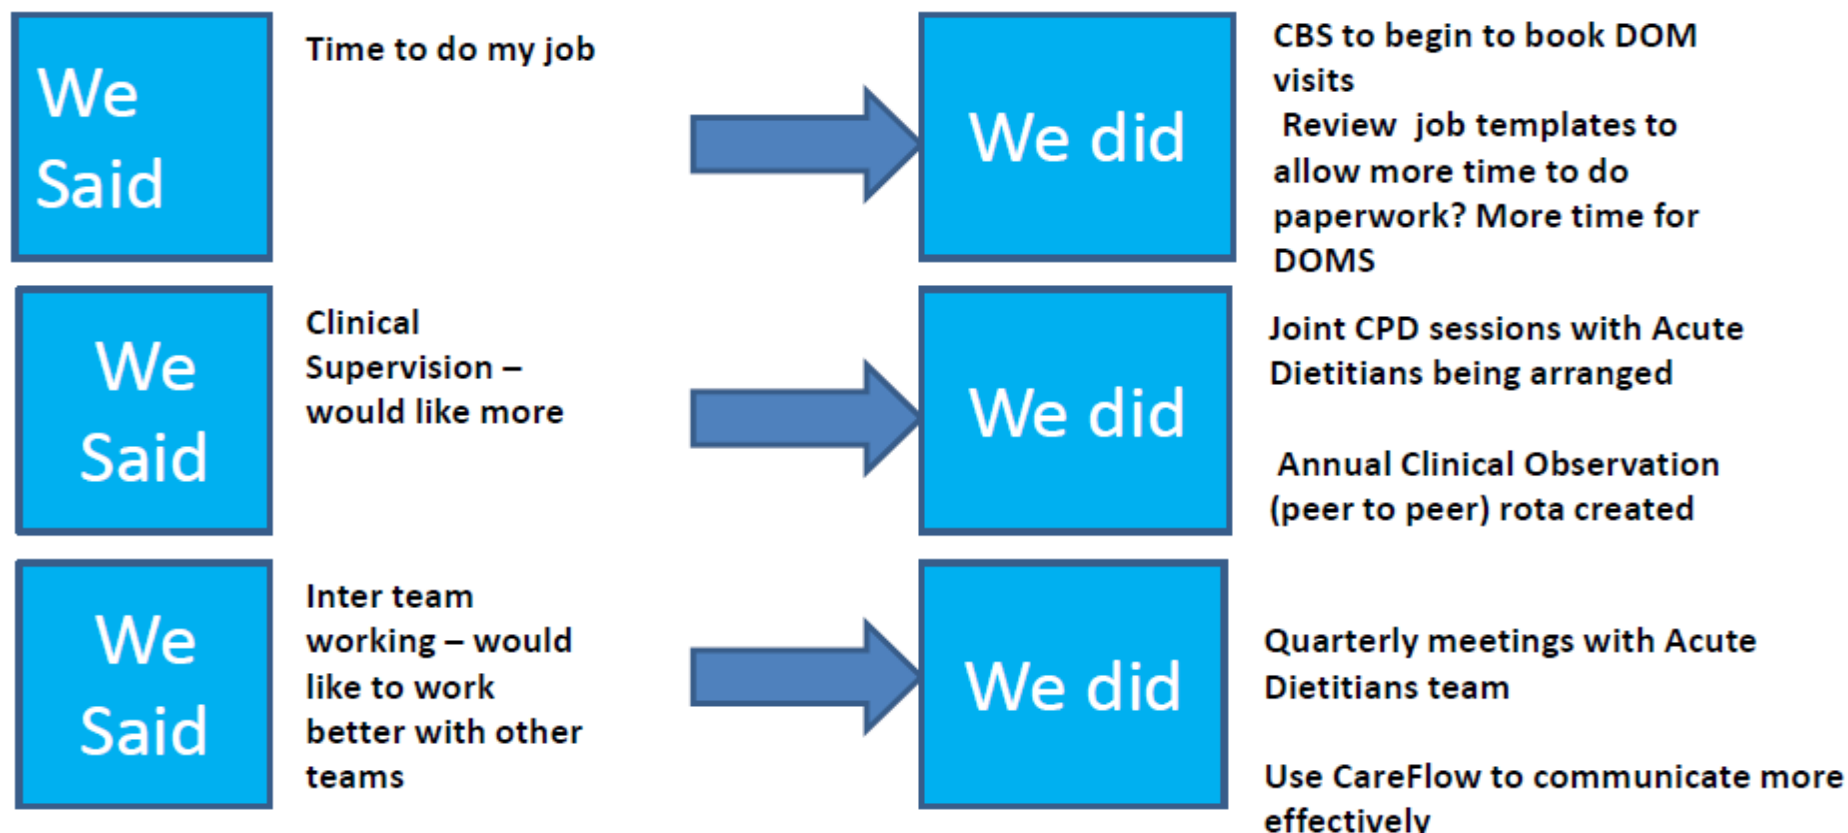 We
Said
Time to do my job
We did
CBS to begin to book DOM
visits
Review job templates to
allow more time to do
paperwork? More time for
DOMS
We
Said
Clinical
Supervision –
would like more
We did
Joint CPD sessions with Acute
Dietitians being arranged
Annual Clinical Observation
(peer to peer) rota created
We
Said
Inter team
working – would
like to work
better with other
teams
We did
Quarterly meetings with Acute
Dietitians team
Use CareFlow to communicate more
effectively